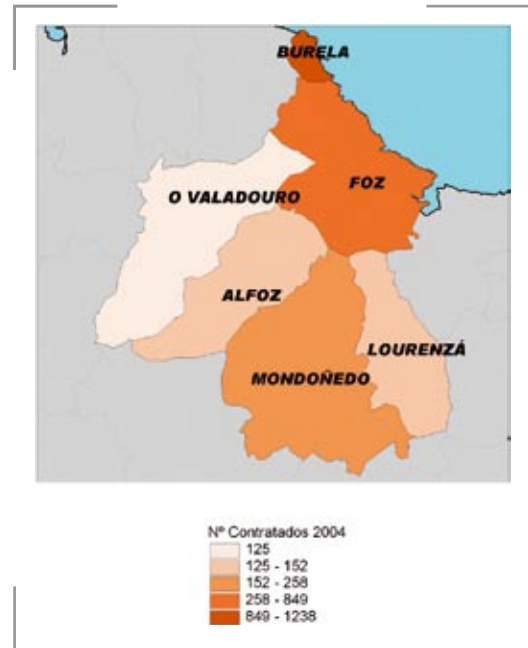 BURELA
FOZ
O VALADOURO
ALFOZ
LOURENZÁ
MONDOÑEDO
Nº Contratados 2004
125
125 - 152
152 - 258
258 - 849
849 - 1238